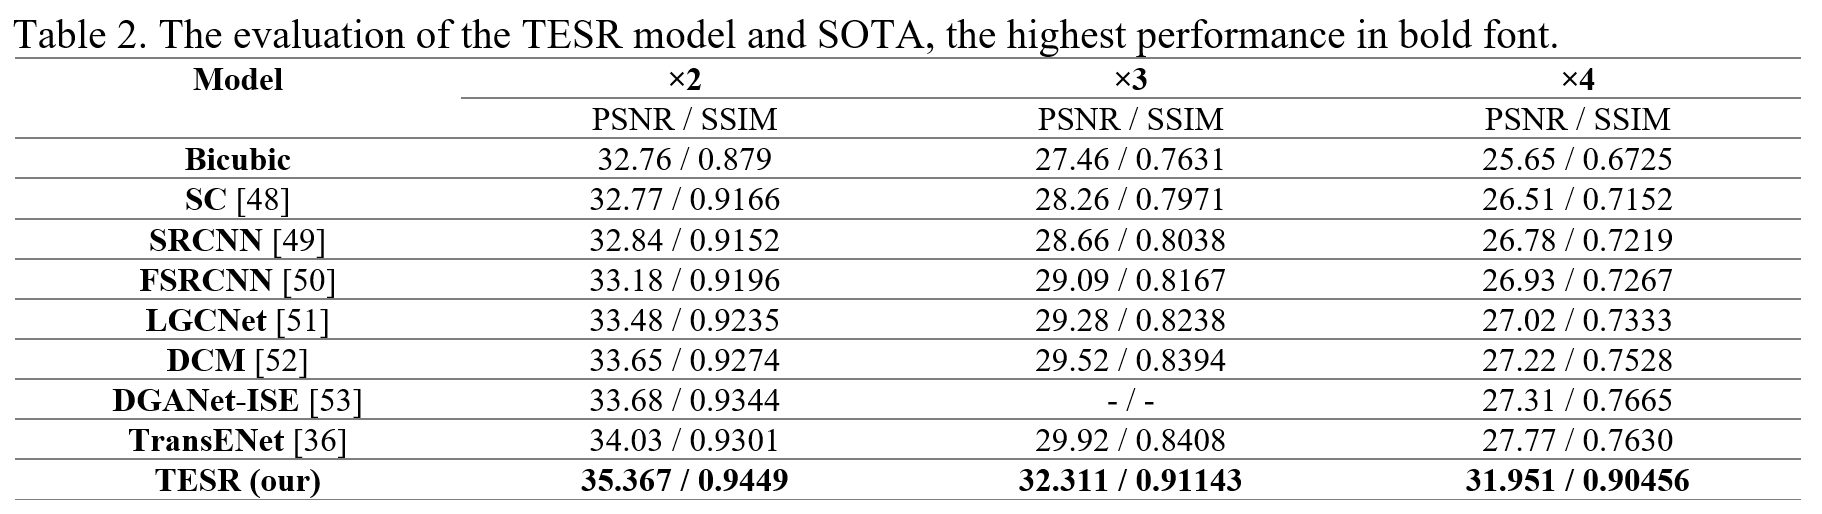 Table 2. The evaluation of the TESR model and SOTA, the highest performance in bold font.
Model ×2 ×3 ×4
PSNR / SSIM PSNR / SSIM PSNR / SSIM
Bicubic 32.76 / 0.879 27.46 / 0.7631 25.65 / 0.6725
SC [48] 32.77 / 0.9166 28.26 / 0.7971 26.51 / 0.7152
SRCNN [49] 32.84 / 0.9152 28.66 / 0.8038 26.78 / 0.7219
FSRCNN [50] 33.18 / 0.9196 29.09 / 0.8167 26.93 / 0.7267
LGCNet [51] 33.48 / 0.9235 29.28 / 0.8238 27.02 / 0.7333
DCM [52] 33.65 / 0.9274 29.52 / 0.8394 27.22 / 0.7528
DGANet-ISE [53] 33.68 / 0.9344 - / - 27.31 / 0.7665
TransENet [36] 34.03 / 0.9301 29.92 / 0.8408 27.77 / 0.7630
TESR (our) 35.367 / 0.9449 32.311 / 0.91143 31.951 / 0.90456